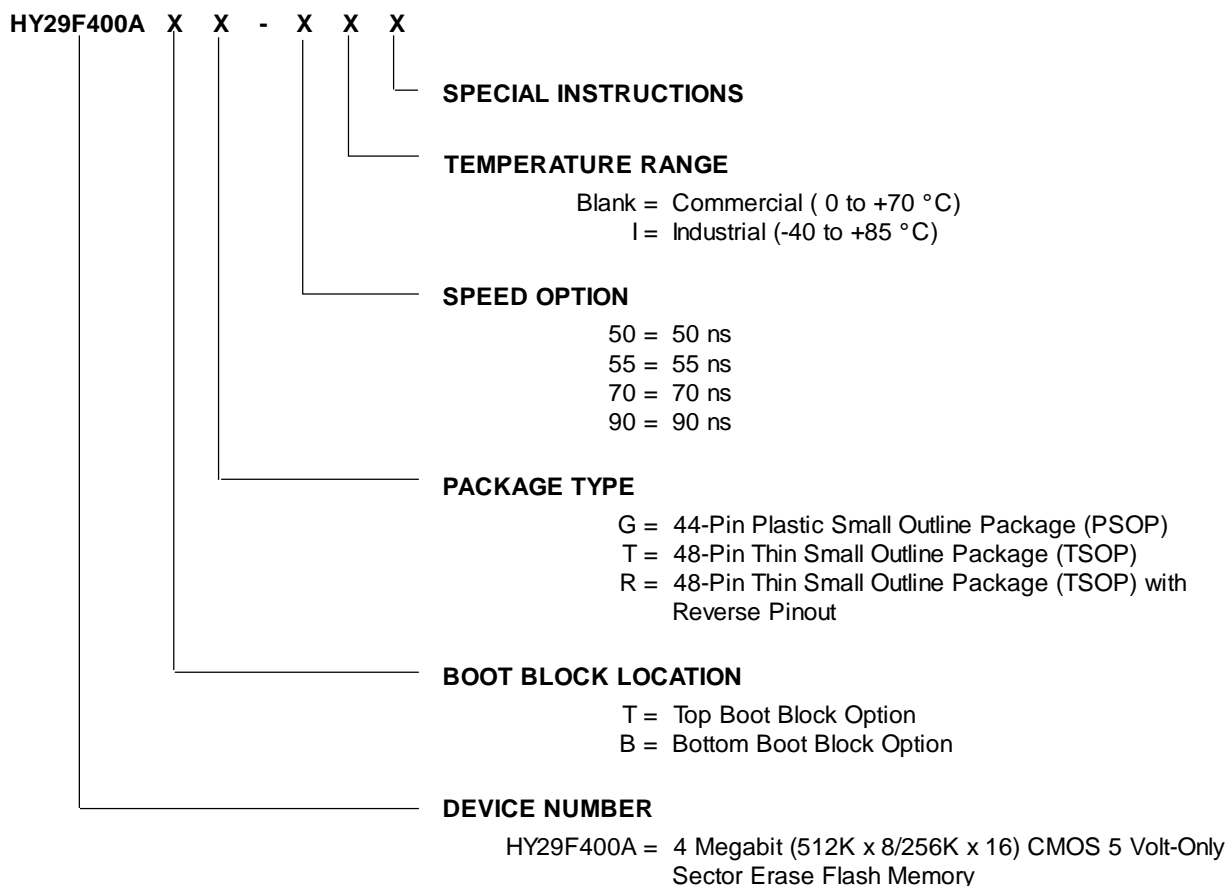 HY29F400A X X - X X X
SPECIAL INSTRUCTIONS
TEMPERATURE RANGE
Blank = Commercial ( 0 to +70 °C)
I = Industrial (-40 to +85 °C)
SPEED OPTION
50 = 50 ns
55 = 55 ns
70 = 70 ns
90 = 90 ns
PACKAGE TYPE
G = 44-Pin Plastic Small Outline Package (PSOP)
T = 48-Pin Thin Small Outline Package (TSOP)
R = 48-Pin Thin Small Outline Package (TSOP) with
Reverse Pinout
BOOT BLOCK LOCATION
T = Top Boot Block Option
B = Bottom Boot Block Option
DEVICE NUMBER
HY29F400A = 4 Megabit (512K x 8/256K x 16) CMOS 5 Volt-Only
Sector Erase Flash Memory